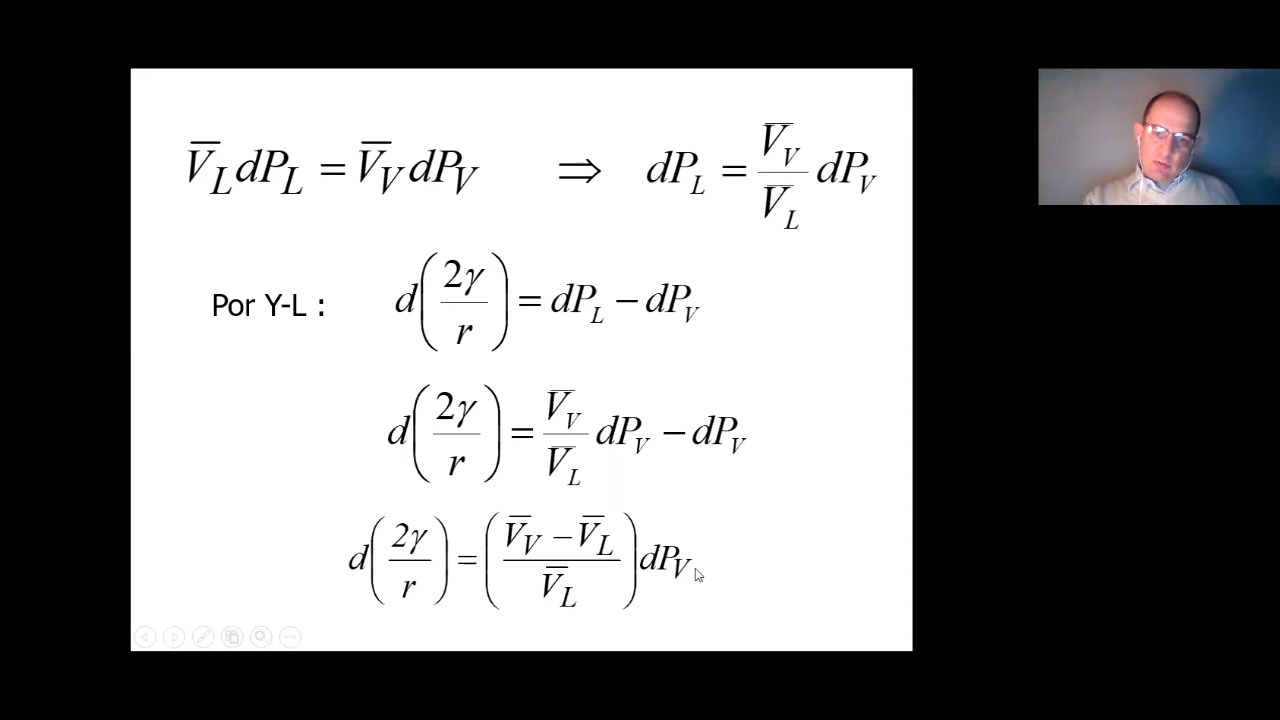 V̅_L dP_L = V̅_V dP_V ⇒ dP_L = (V̅_V / V̅_L) dP_V
Por Y-L : d(2γ / r) = dP_L − dP_V
d(2γ / r) = (V̅_V / V̅_L) dP_V − dP_V
d(2γ / r) = ((V̅_V − V̅_L) / V̅_L) dP_V